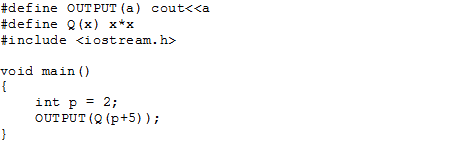 #define OUTPUT(a) cout<<a
#define Q(x) x*x
#include <iostream.h>
void main()
{
int p = 2;
OUTPUT(Q(p+5));
}